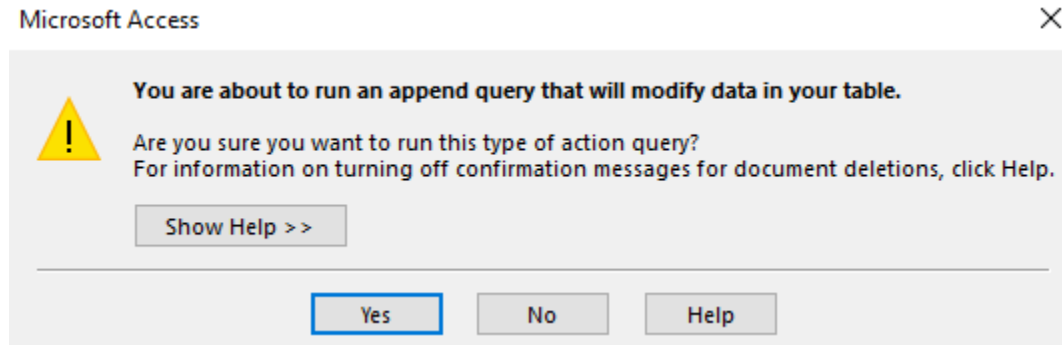 Microsoft Access
You are about to run an append query that will modify data in your table.
Are you sure you want to run this type of action query?
For information on turning off confirmation messages for document deletions, click Help.
Show Help >>
Yes No Help